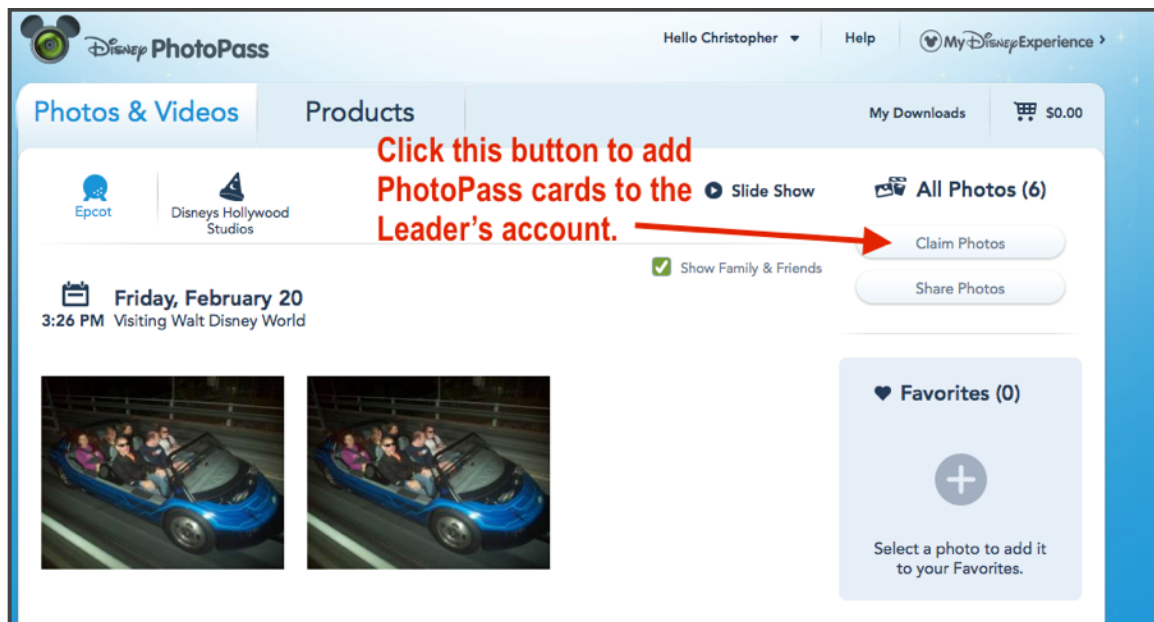 Disney PhotoPass
Hello Christopher
Help
My Disney Experience
Photos & Videos
Products
My Downloads
$0.00
Click this button to add
PhotoPass cards to the
Leader's account.
Epcot
Disneys Hollywood
Studios
Slide Show
All Photos (6)
Claim Photos
Show Family & Friends
Share Photos
Friday, February 20
3:26 PM Visiting Walt Disney World
Favorites (0)
Select a photo to add it
to your Favorites.